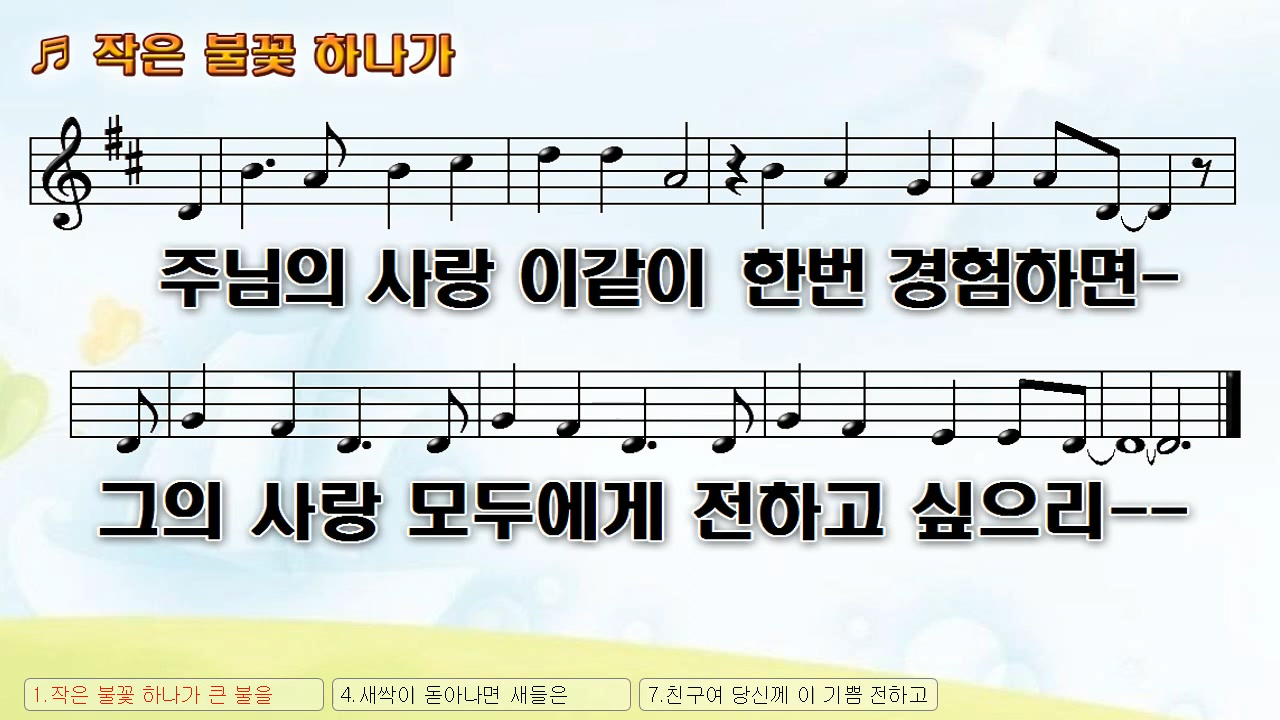 ♬ 작은 불꽃 하나가
주님의 사랑 이같이 한번 경험하면-
그의 사랑 모두에게 전하고 싶으리--
1.작은 불꽃 하나가 큰 불을
4.새싹이 돋아나면 새들은
7.친구여 당신께 이 기쁨 전하고